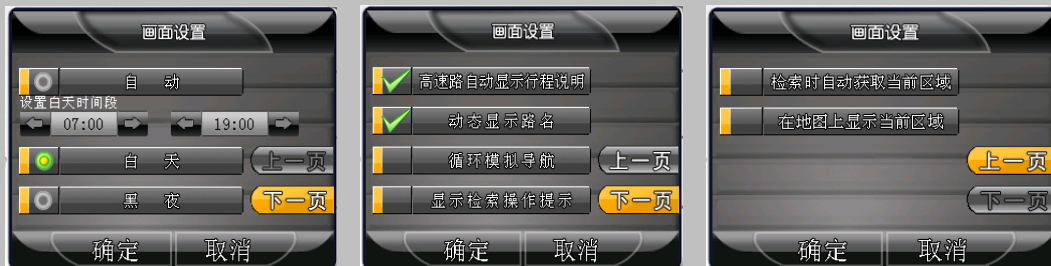 画面设置
自 动
设置白天时间段
07:00 19:00
白 天
上一页
黑 夜
下一页
确定 取消
画面设置
高速路自动显示行程说明
动态显示路名
循环模拟导航
上一页
显示检索操作提示
下一页
确定 取消
画面设置
检索时自动获取当前区域
在地图上显示当前区域
上一页
下一页
确定 取消